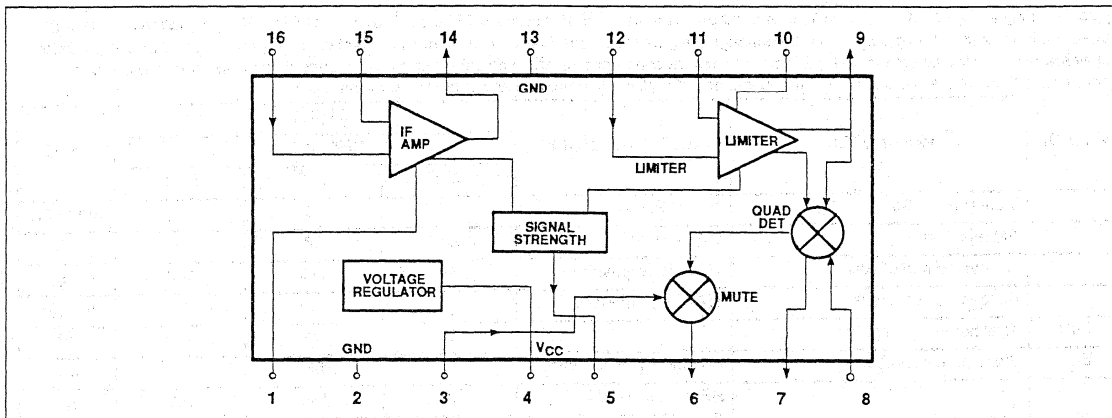 16 15 14 13 12 11 10 9
GND
IF
AMP
LIMITER
LIMITER
QUAD
DET
SIGNAL
STRENGTH
VOLTAGE
REGULATOR
MUTE
GND
VCC
1 2 3 4 5 6 7 8